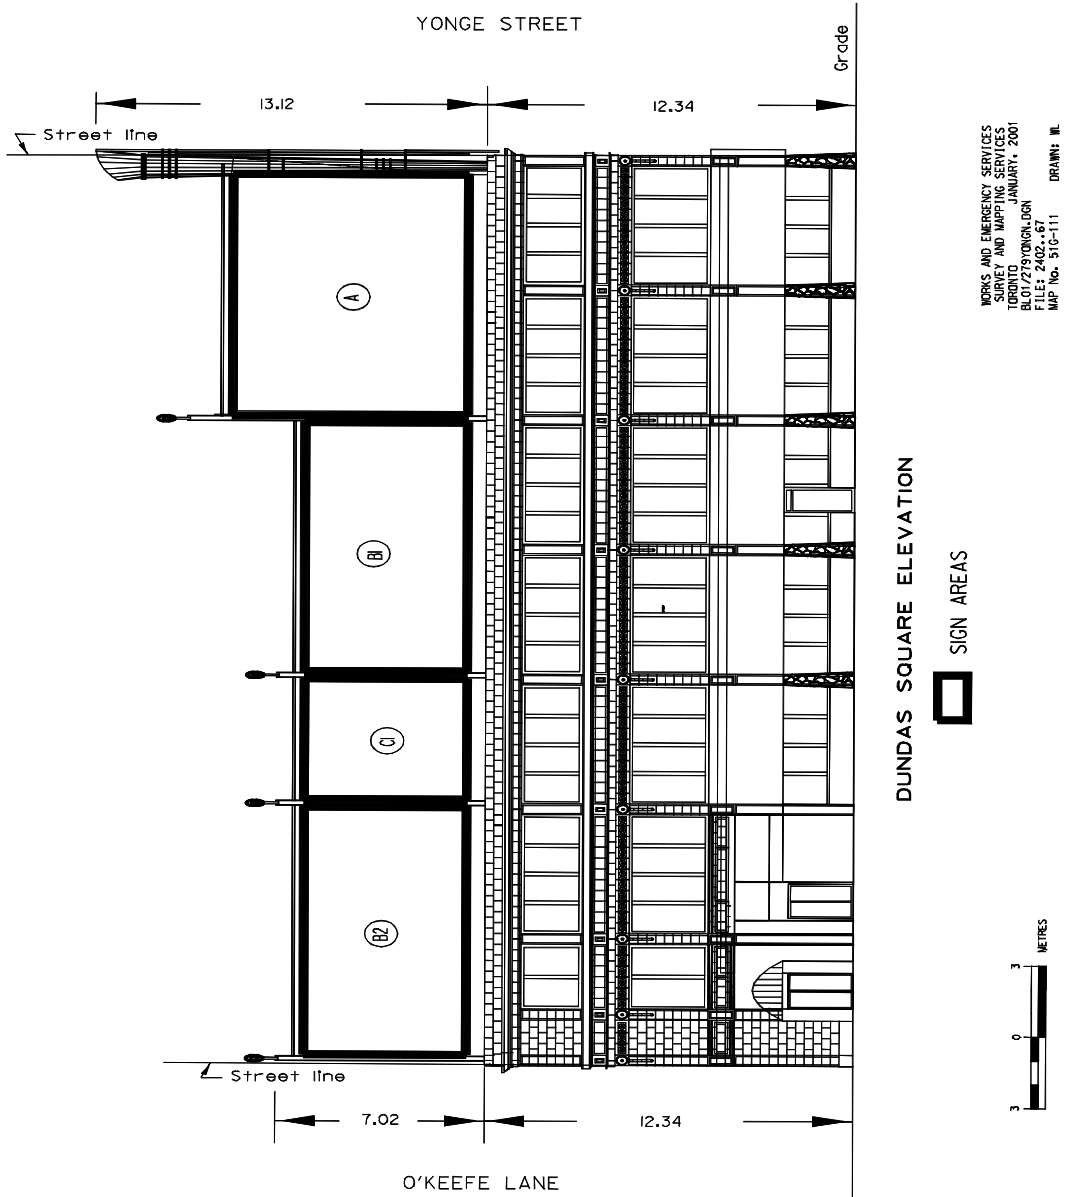 YONGE STREET
Grade
13.12
12.34
Street line
A
B1
C1
B2
Street line
7.02
12.34
O'KEEFE LANE
DUNDAS SQUARE ELEVATION
SIGN AREAS
WORKS AND EMERGENCY SERVICES
SURVEY AND MAPPING SERVICES
TORONTO JANUARY, 2001
BL01/279YONGN.DGN
FILE: 2402..67
MAP No. 51G-111 DRAWN: WL
3 0 3
METRES